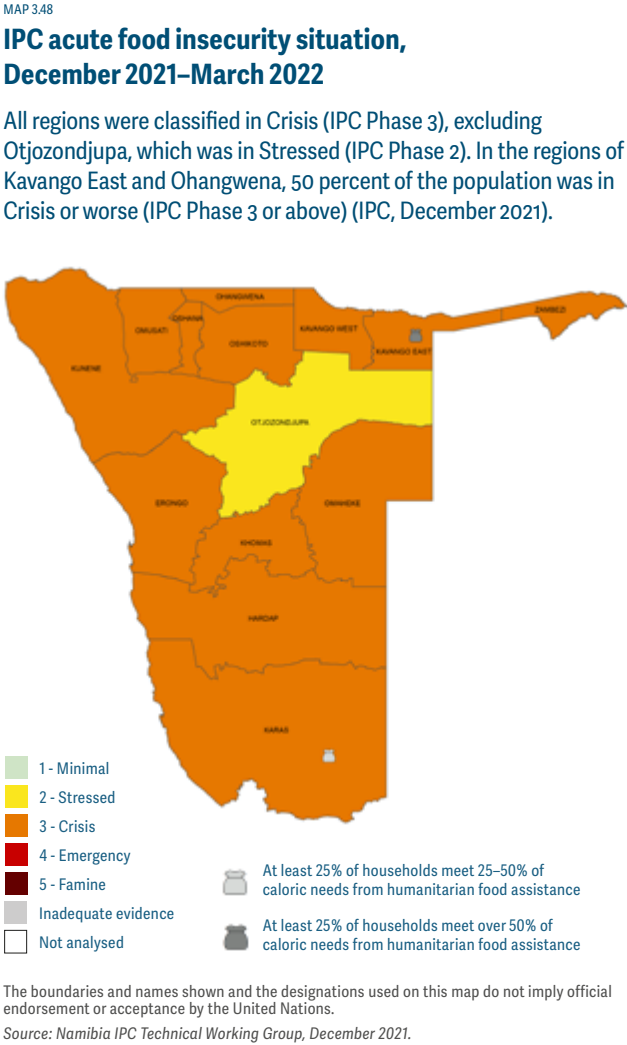 MAP 3.48
IPC acute food insecurity situation,
December 2021–March 2022
All regions were classified in Crisis (IPC Phase 3), excluding
Otjozondjupa, which was in Stressed (IPC Phase 2). In the regions of
Kavango East and Ohangwena, 50 percent of the population was in
Crisis or worse (IPC Phase 3 or above) (IPC, December 2021).
OHANGWENA
ZAMBEZI
OSHANA
OMUSATI
KAVANGO WEST
OSHIKOTO
KAVANGO EAST
KUNENE
OTJOZONDJUPA
ERONGO
OMAHEKE
KHOMAS
HARDAP
KARAS
1 - Minimal
2 - Stressed
3 - Crisis
4 - Emergency
5 - Famine
Inadequate evidence
Not analysed
At least 25% of households meet 25–50% of
caloric needs from humanitarian food assistance
At least 25% of households meet over 50% of
caloric needs from humanitarian food assistance
The boundaries and names shown and the designations used on this map do not imply official
endorsement or acceptance by the United Nations.
Source: Namibia IPC Technical Working Group, December 2021.